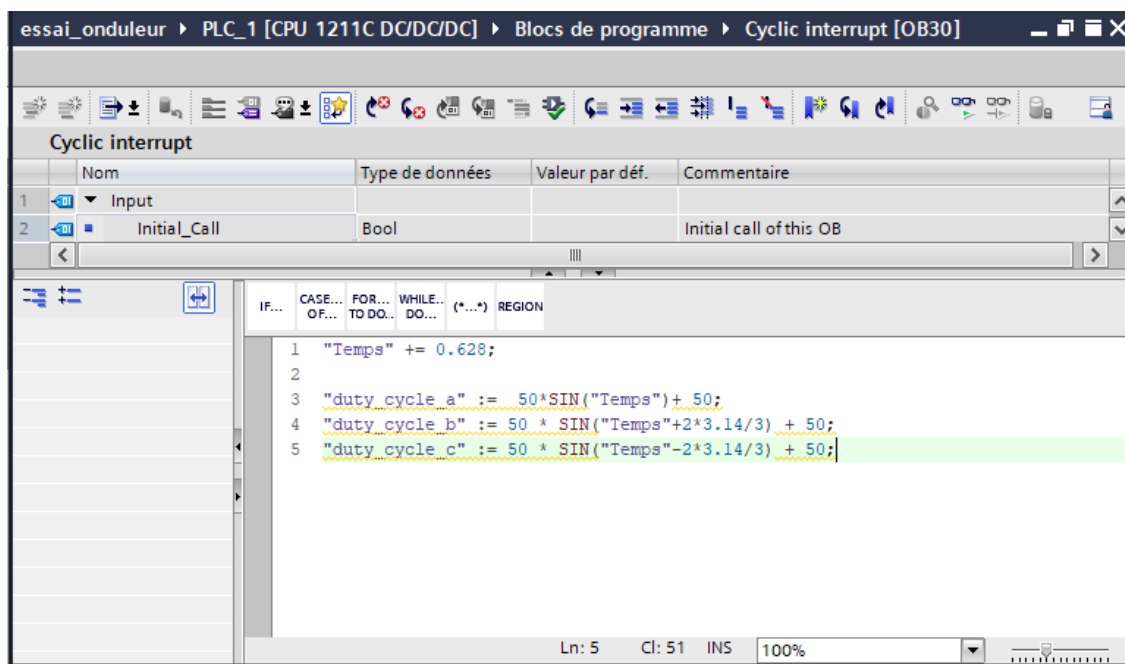 essai_onduleur ▸ PLC_1 [CPU 1211C DC/DC/DC] ▸ Blocs de programme ▸ Cyclic interrupt [OB30]
Cyclic interrupt
Nom Type de données Valeur par déf. Commentaire
1 Input
2 Initial_Call Bool Initial call of this OB
IF... CASE... OF... FOR... TO DO.. WHILE.. DO... (*...*) REGION
1 "Temps" += 0.628;
2
3 "duty_cycle_a" := 50*SIN("Temps")+ 50;
4 "duty_cycle_b" := 50 * SIN("Temps"+2*3.14/3) + 50;
5 "duty_cycle_c" := 50 * SIN("Temps"-2*3.14/3) + 50;
Ln: 5 Cl: 51 INS 100%